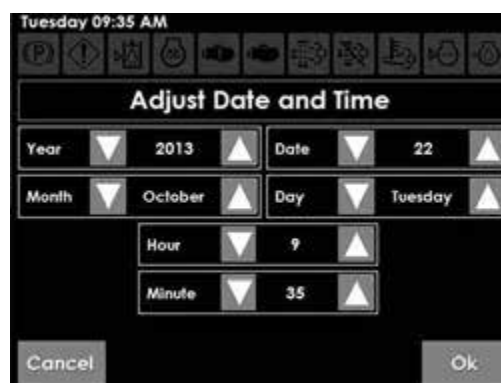 Tuesday 09:35 AM
Adjust Date and Time
Year 2013 Date 22
Month October Day Tuesday
Hour 9
Minute 35
Cancel Ok